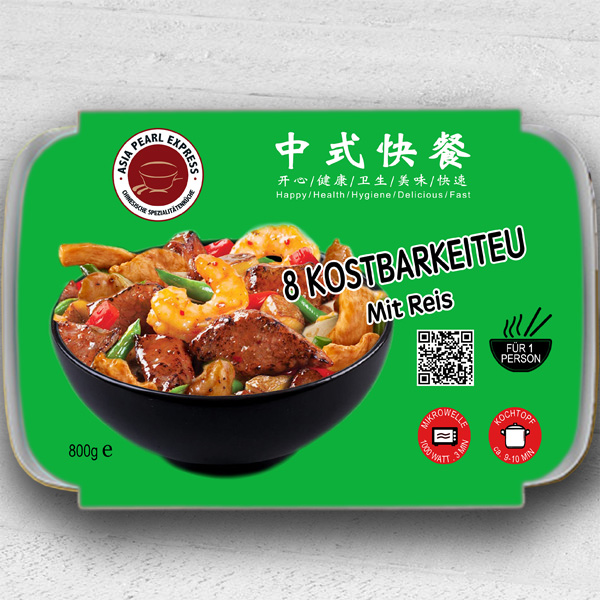 ASIA PEARL EXPRESS
CHINESISCHE SPEZIALITÄTENKÜCHE
中式快餐
开心/健康/卫生/美味/快速
Happy/Health/Hygiene/Delicious/Fast
8 KOSTBARKEITEU
Mit Reis
FÜR 1
PERSON
MIKROWELLE
1000 WATT . 3 MIN
KOCHTOPF
ca. 9-10 MIN
800g e